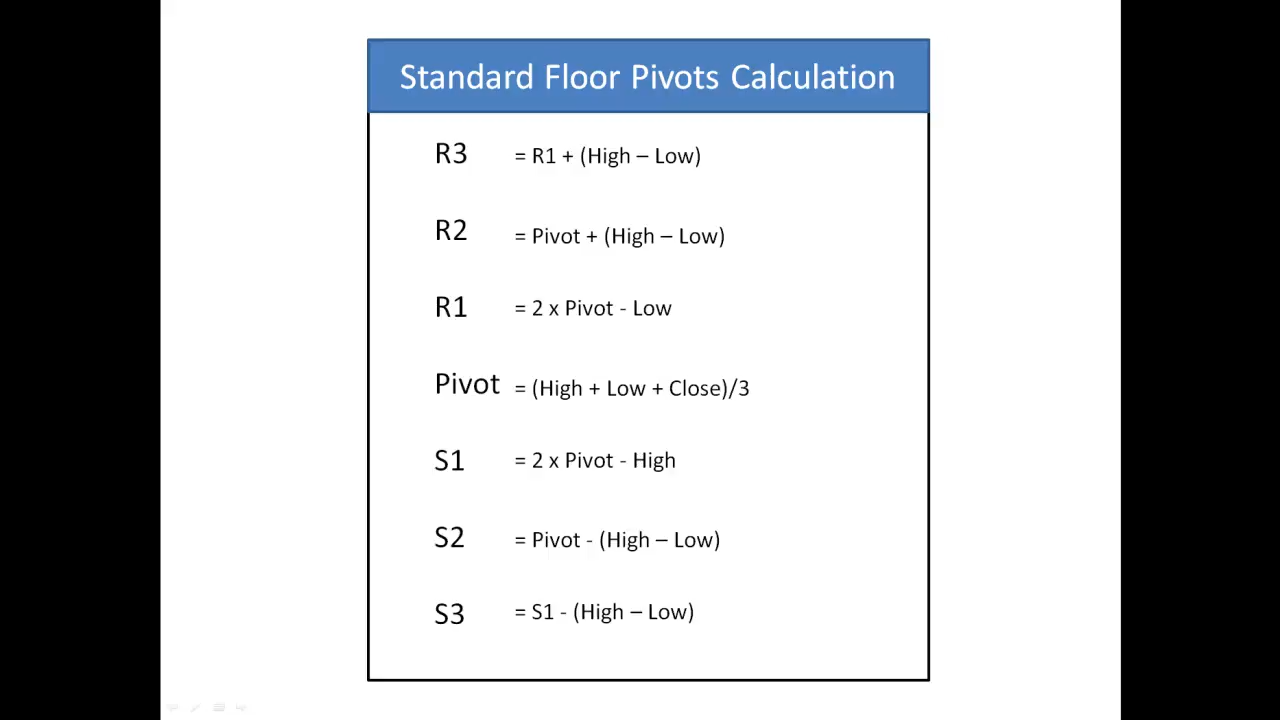 Standard Floor Pivots Calculation
R3 = R1 + (High – Low)
R2 = Pivot + (High – Low)
R1 = 2 x Pivot - Low
Pivot = (High + Low + Close)/3
S1 = 2 x Pivot - High
S2 = Pivot - (High – Low)
S3 = S1 - (High – Low)